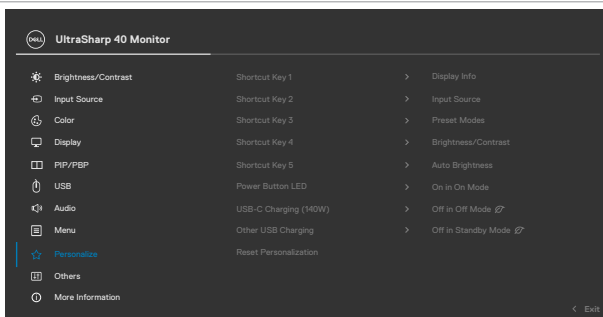 DELL UltraSharp 40 Monitor
Brightness/Contrast Shortcut Key 1 > Display Info
Input Source Shortcut Key 2 > Input Source
Color Shortcut Key 3 > Preset Modes
Display Shortcut Key 4 > Brightness/Contrast
PIP/PBP Shortcut Key 5 > Auto Brightness
USB Power Button LED > On in On Mode
Audio USB-C Charging (140W) > Off in Off Mode
Menu Other USB Charging > Off in Standby Mode
Personalize Reset Personalization
Others
More Information
< Exit